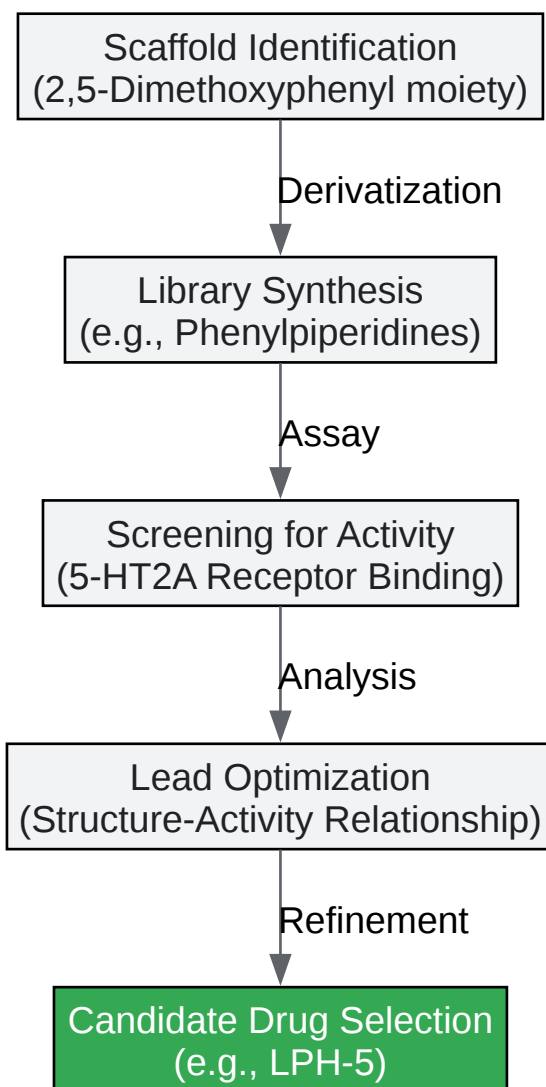 Scaffold Identification
(2,5-Dimethoxyphenyl moiety)
Derivatization
Library Synthesis
(e.g., Phenylpiperidines)
Assay
Screening for Activity
(5-HT2A Receptor Binding)
Analysis
Lead Optimization
(Structure-Activity Relationship)
Refinement
Candidate Drug Selection
(e.g., LPH-5)